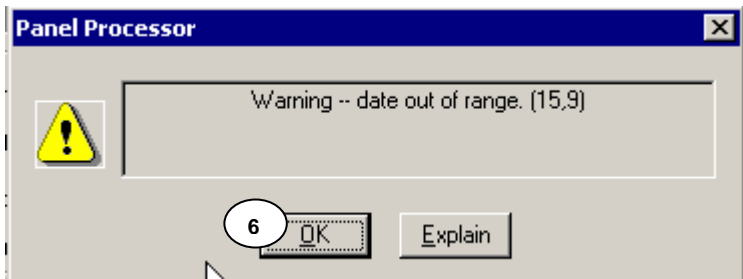 Panel Processor
Warning -- date out of range. (15,9)
6
OK
Explain